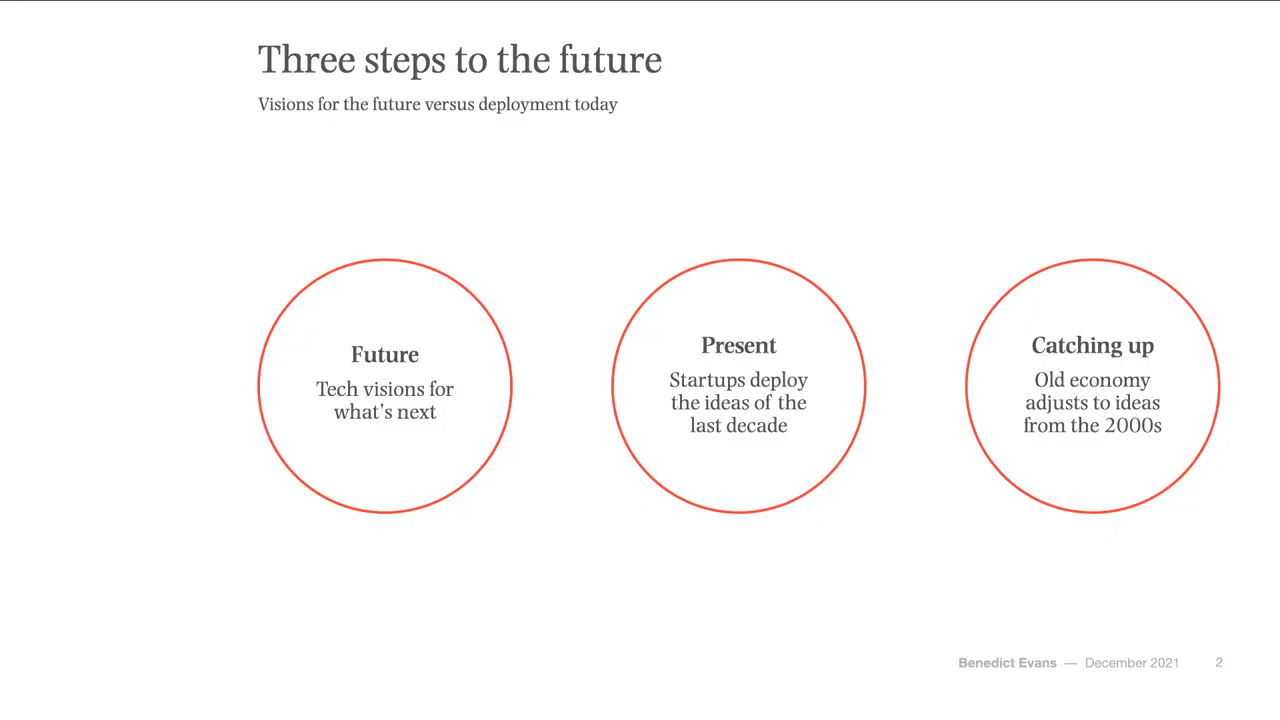 Three steps to the future
Visions for the future versus deployment today
Future
Tech visions for
what's next
Present
Startups deploy
the ideas of the
last decade
Catching up
Old economy
adjusts to ideas
from the 2000s
Benedict Evans — December 2021 2